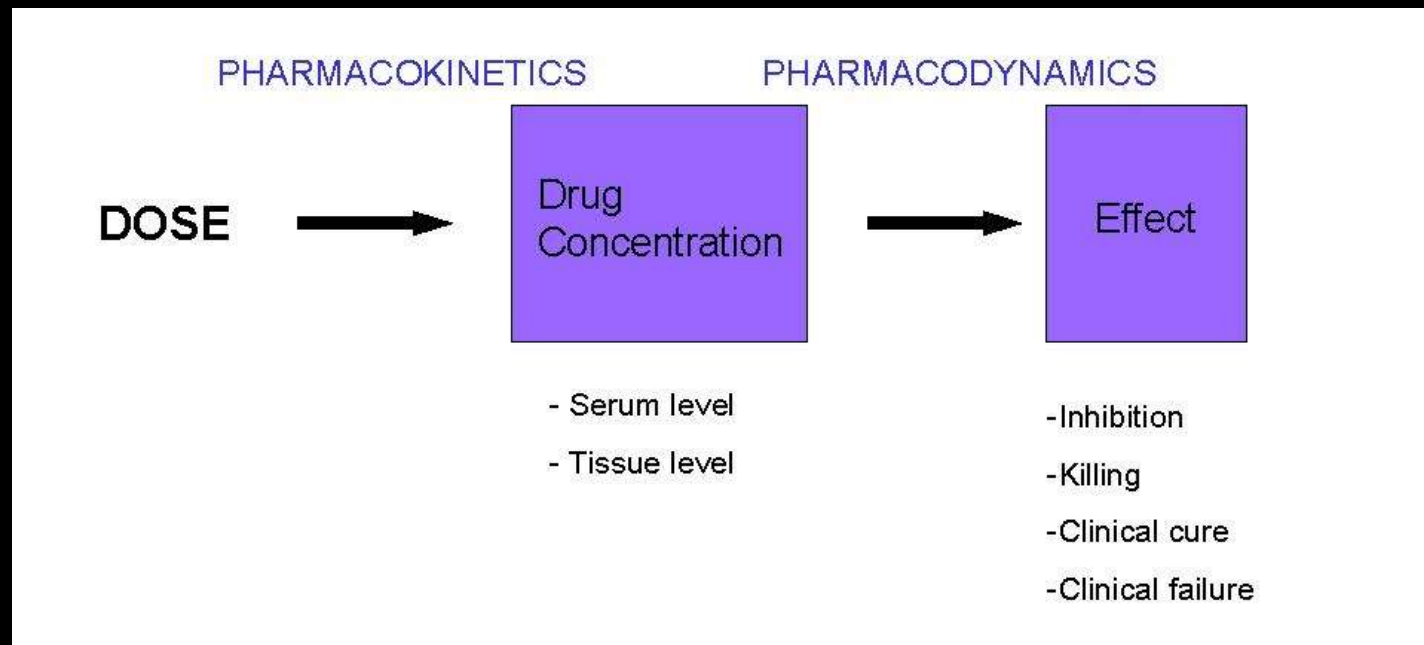 PHARMACOKINETICS
PHARMACODYNAMICS
DOSE
Drug
Concentration
Effect
- Serum level
- Tissue level
-Inhibition
-Killing
-Clinical cure
-Clinical failure